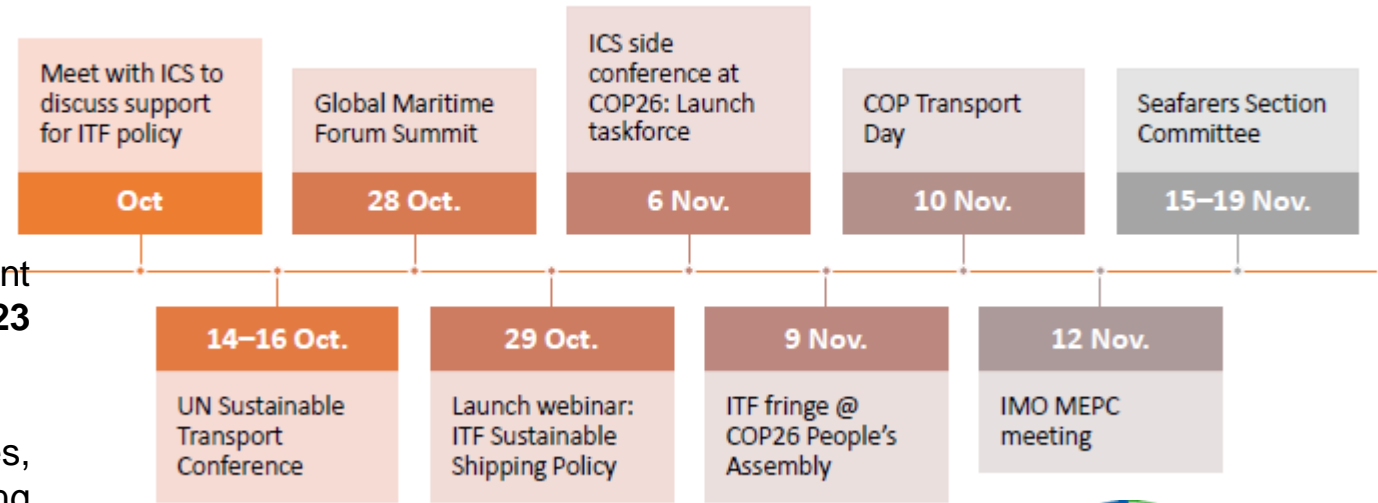 Meet with ICS to
discuss support
for ITF policy
Oct
Global Maritime
Forum Summit
28 Oct.
ICS side
conference at
COP26: Launch
taskforce
6 Nov.
COP Transport
Day
10 Nov.
Seafarers Section
Committee
15–19 Nov.
nt
23
14–16 Oct.
UN Sustainable
Transport
Conference
29 Oct.
Launch webinar:
ITF Sustainable
Shipping Policy
9 Nov.
ITF fringe @
COP26 People’s
Assembly
12 Nov.
IMO MEPC
meeting